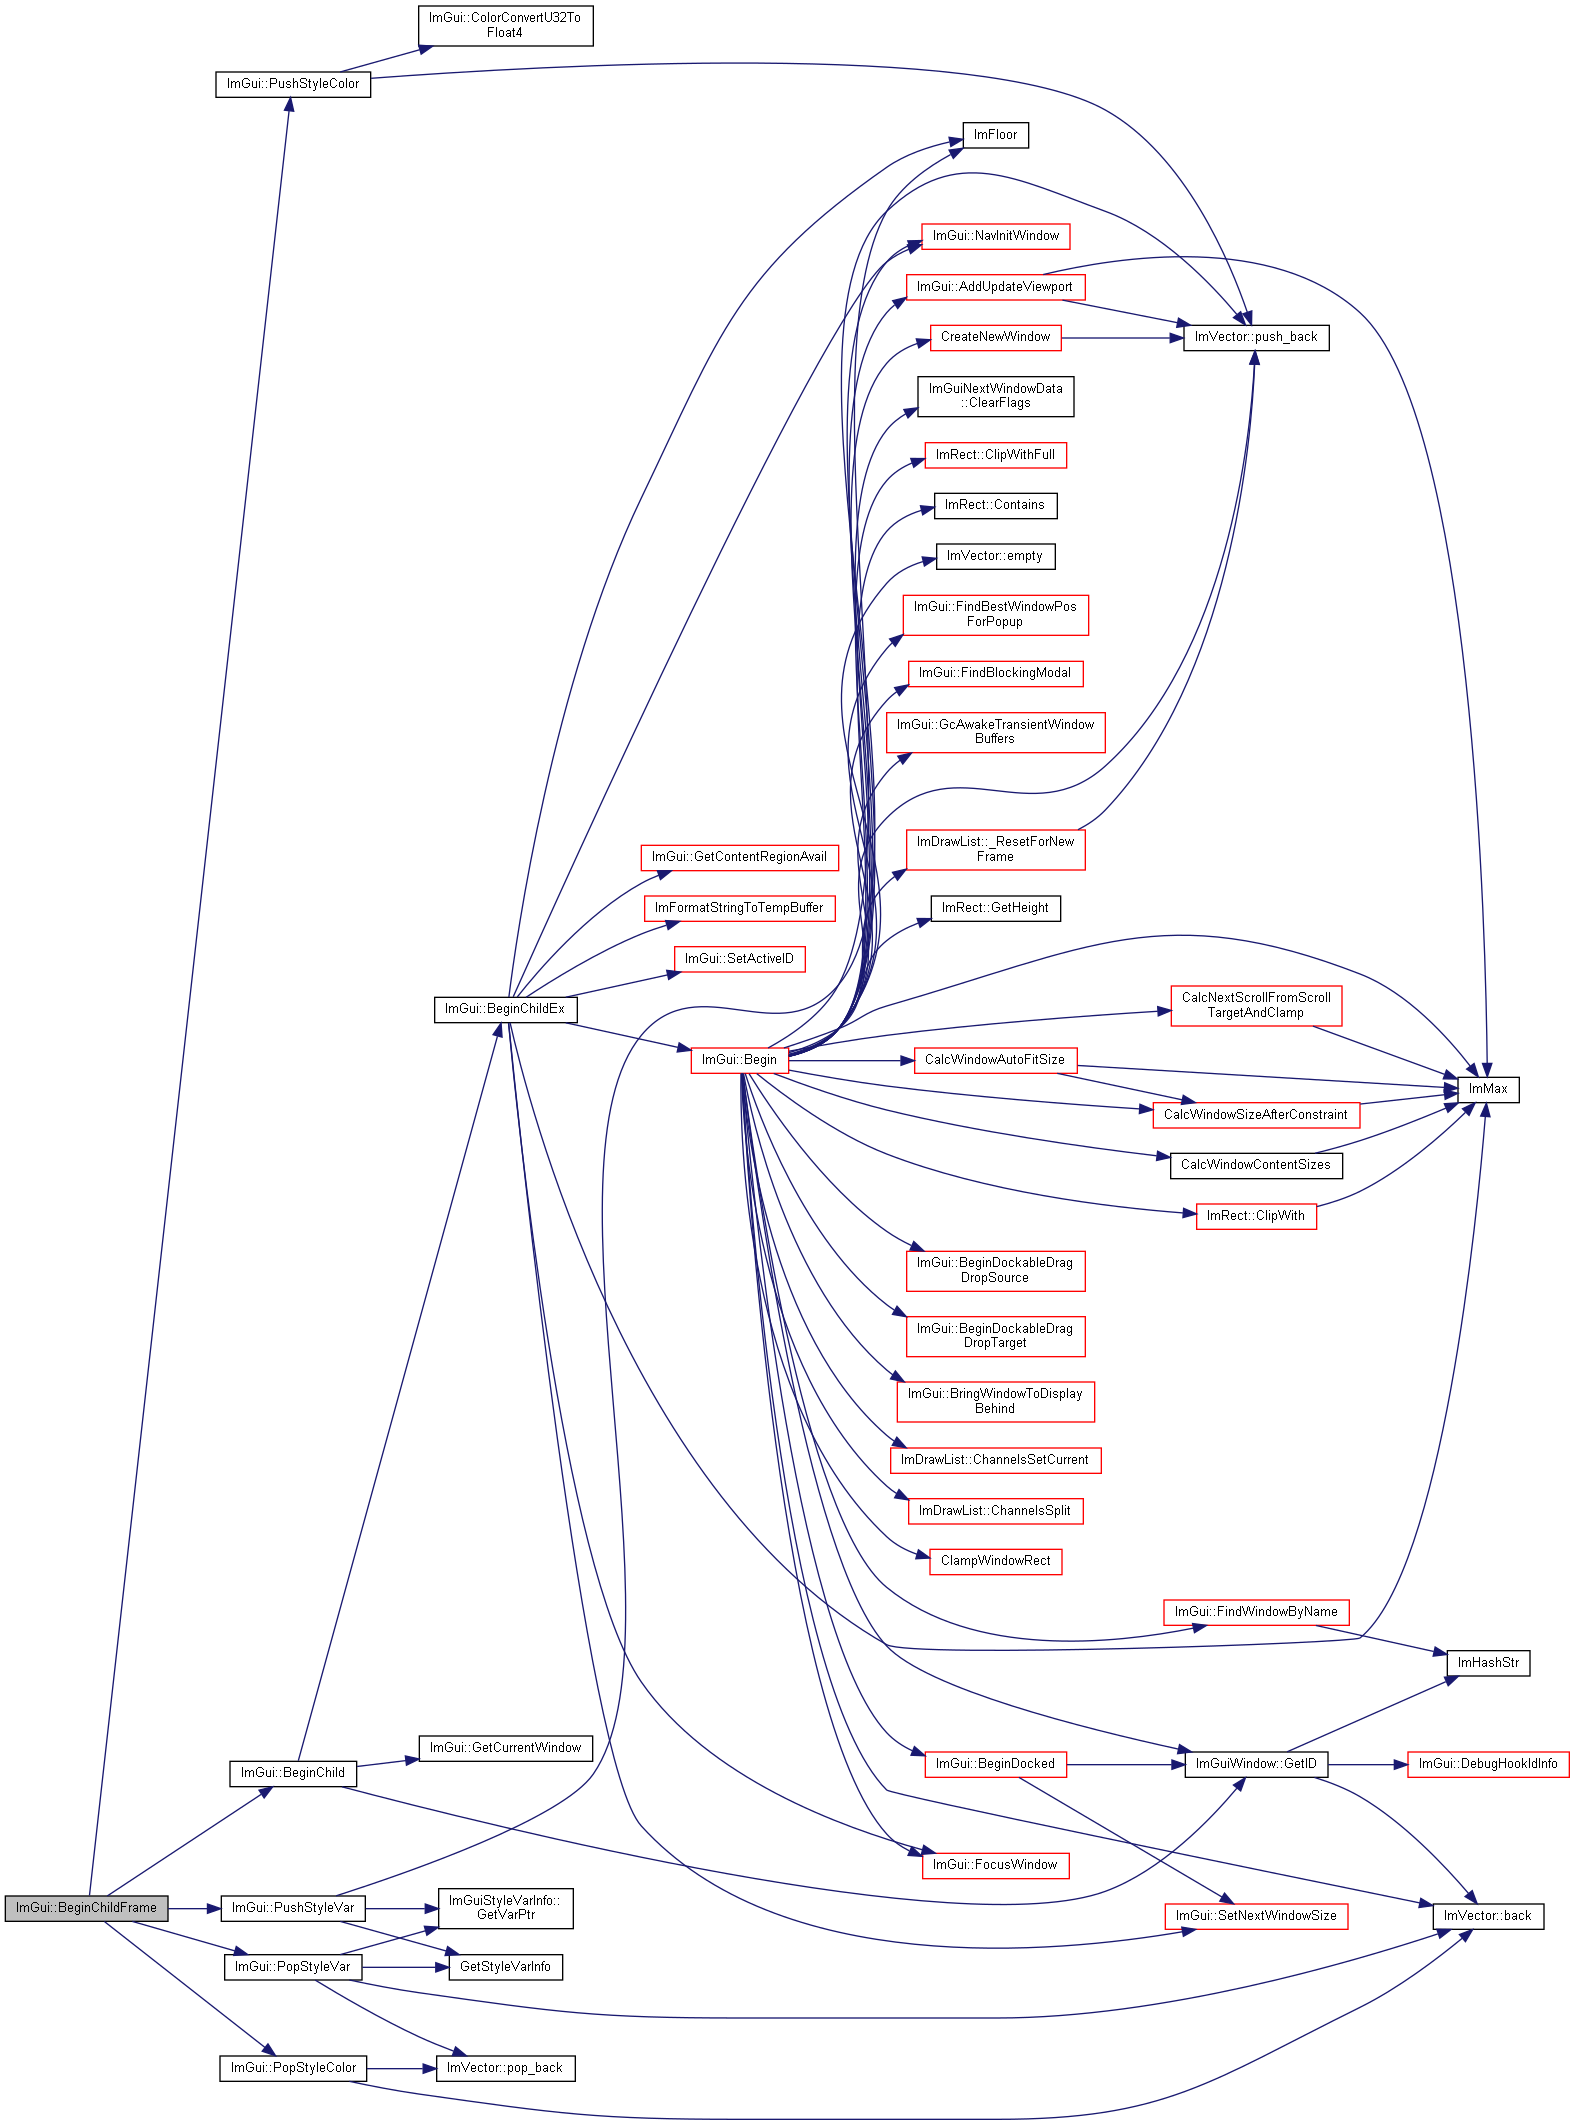 ImGui::ColorConvertU32To
Float4
ImGui::PushStyleColor
ImFloor
ImGui::NavInitWindow
ImGui::AddUpdateViewport
CreateNewWindow
ImVector::push_back
ImGuiNextWindowData
::ClearFlags
ImRect::ClipWithFull
ImRect::Contains
ImVector::empty
ImGui::FindBestWindowPos
ForPopup
ImGui::FindBlockingModal
ImGui::GcAwakeTransientWindow
Buffers
ImDrawList::_ResetForNew
Frame
ImGui::GetContentRegionAvail
ImFormatStringToTempBuffer
ImRect::GetHeight
ImGui::SetActiveID
ImGui::BeginChildEx
CalcNextScrollFromScroll
TargetAndClamp
ImGui::Begin
CalcWindowAutoFitSize
ImMax
CalcWindowSizeAfterConstraint
CalcWindowContentSizes
ImRect::ClipWith
ImGui::BeginDockableDrag
DropSource
ImGui::BeginDockableDrag
DropTarget
ImGui::BringWindowToDisplay
Behind
ImDrawList::ChannelsSetCurrent
ImDrawList::ChannelsSplit
ClampWindowRect
ImGui::FindWindowByName
ImHashStr
ImGui::GetCurrentWindow
ImGui::BeginChild
ImGui::BeginDocked
ImGuiWindow::GetID
ImGui::DebugHookIdInfo
ImGui::FocusWindow
ImGui::BeginChildFrame
ImGui::PushStyleVar
ImGuiStyleVarInfo::
GetVarPtr
ImGui::SetNextWindowSize
ImVector::back
ImGui::PopStyleVar
GetStyleVarInfo
ImGui::PopStyleColor
ImVector::pop_back